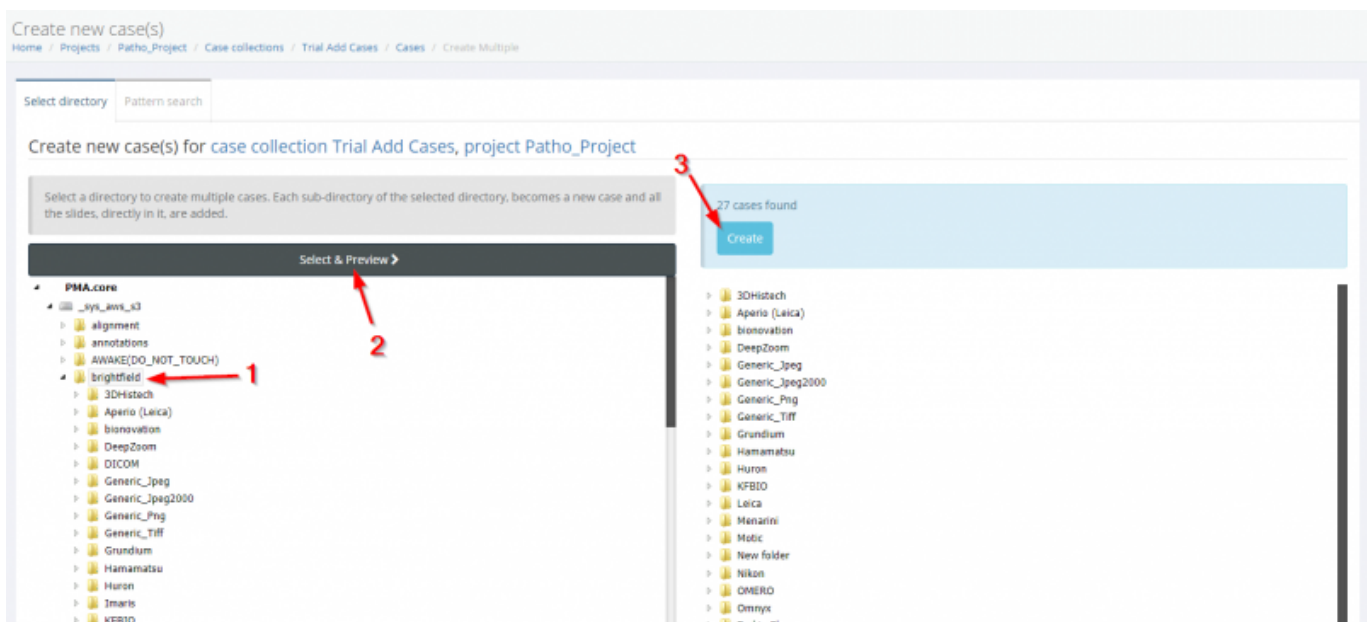 Create new case(s)
Home / Projects / Patho_Project / Case collections / Trial Add Cases / Cases / Create Multiple
Select directory
Pattern search
Create new case(s) for case collection Trial Add Cases, project Patho_Project
Select a directory to create multiple cases. Each sub-directory of the selected directory, becomes a new case and all
the slides, directly in it, are added.
Select & Preview
PMA.core
_sys_aws_s3
alignment
annotations
AWAKE(DO_NOT_TOUCH)
brightfield
3DHistech
Aperio (Leica)
bionovation
DeepZoom
DICOM
Generic_Jpeg
Generic_Jpeg2000
Generic_Png
Generic_Tiff
Grundium
Hamamatsu
Huron
Imaris
KFBIO
1
2
3
27 cases found
Create
3DHistech
Aperio (Leica)
bionovation
DeepZoom
Generic_Jpeg
Generic_Jpeg2000
Generic_Png
Generic_Tiff
Grundium
Hamamatsu
Huron
KFBIO
Leica
Menarini
Motic
New folder
Nikon
OMERO
Omnyx